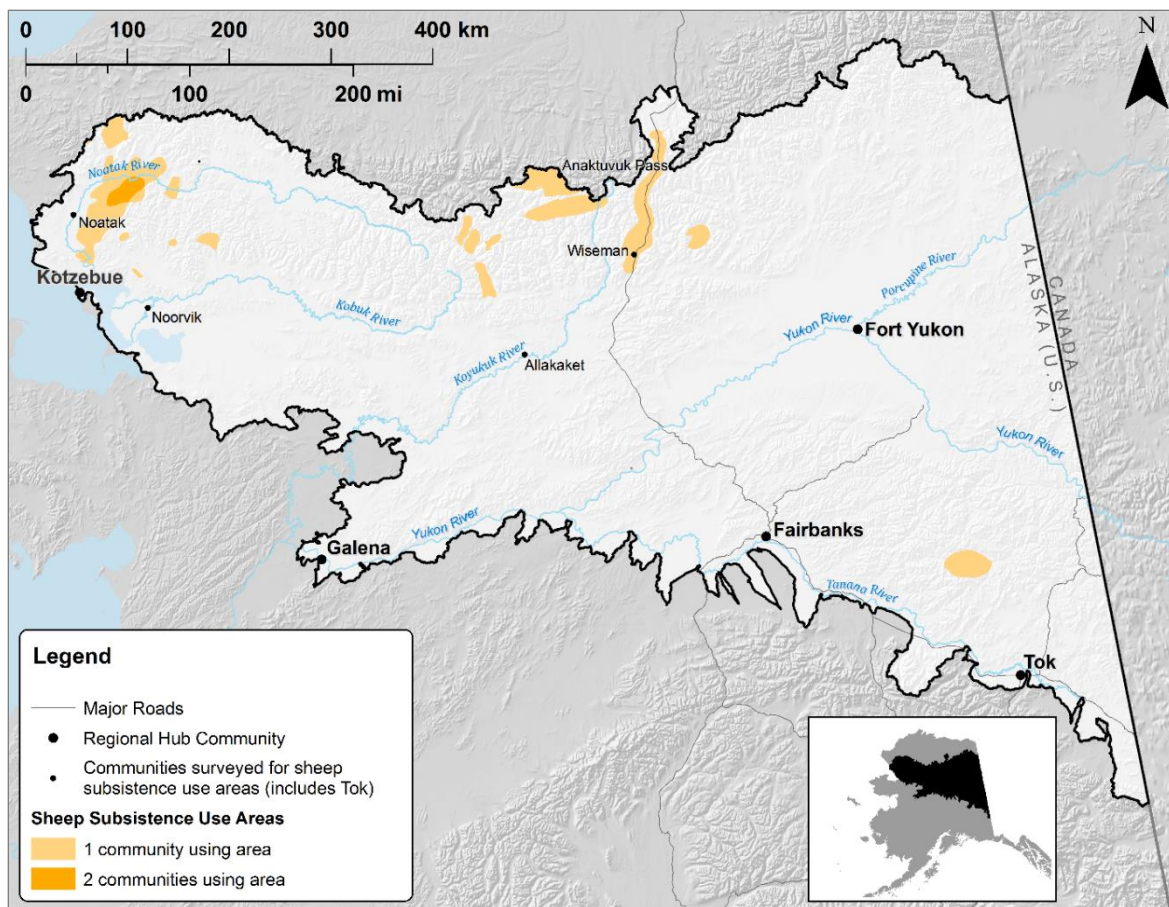 0 100 200 300 400 km
0 100 200 mi
N
Noatak River
Anaktuvuk Pass
Noatak
Wiseman
Kotzebue
Noorvik
Kobuk River
Porcupine River
CANADA
ALASKA (U.S.)
Yukon River
Fort Yukon
Koyukuk River
Allakaket
Yukon River
Yukon River
Fairbanks
Galena
Tanana River
Tok
Legend
Major Roads
Regional Hub Community
Communities surveyed for sheep
subsistence use areas (includes Tok)
Sheep Subsistence Use Areas
1 community using area
2 communities using area